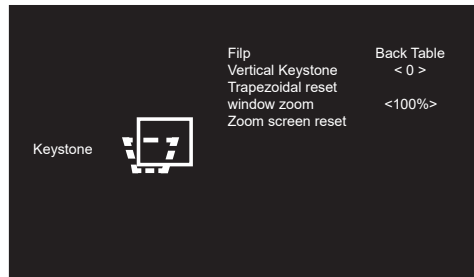 Filp Back Table
Vertical Keystone < 0 >
Trapezoidal reset
window zoom <100%>
Zoom screen reset
Keystone